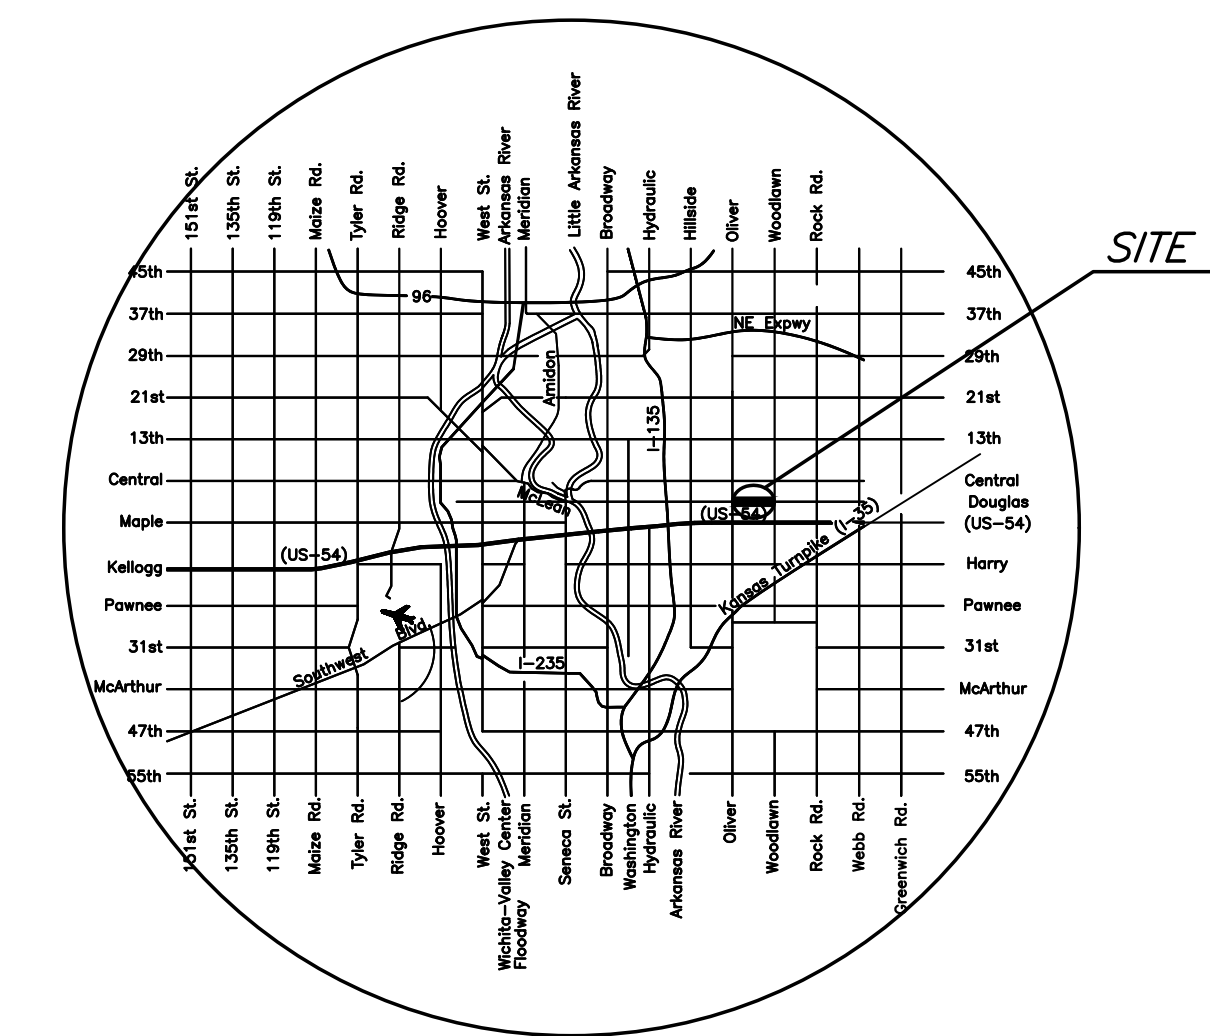 151st St.
135th St.
119th St.
Maize Rd.
Tyler Rd.
Ridge Rd.
Hoover
West St.
Arkansas River
Meridian
Little Arkansas River
Broadway
Hydraulic
Hillside
Oliver
Woodlawn
Rock Rd.
SITE
45th
45th
96
37th
37th
NE Expwy
29th
29th
Amidon
21st
21st
I-135
13th
13th
Central
Central
McLean
Douglas
Maple
(US-54)
(I-35)
(US-54)
(US-54)
Kellogg
Harry
Kansas Turnpike
Pawnee
Pawnee
Southwest Blvd.
31st
31st
I-235
McArthur
McArthur
47th
47th
55th
55th
151st St.
135th St.
119th St.
Maize Rd.
Tyler Rd.
Ridge Rd.
Hoover
West St.
Wichita-Valley Center
Floodway
Meridian
Seneca St.
Broadway
Washington
Hydraulic
Arkansas River
Oliver
Woodlawn
Rock Rd.
Webb Rd.
Greenwich Rd.